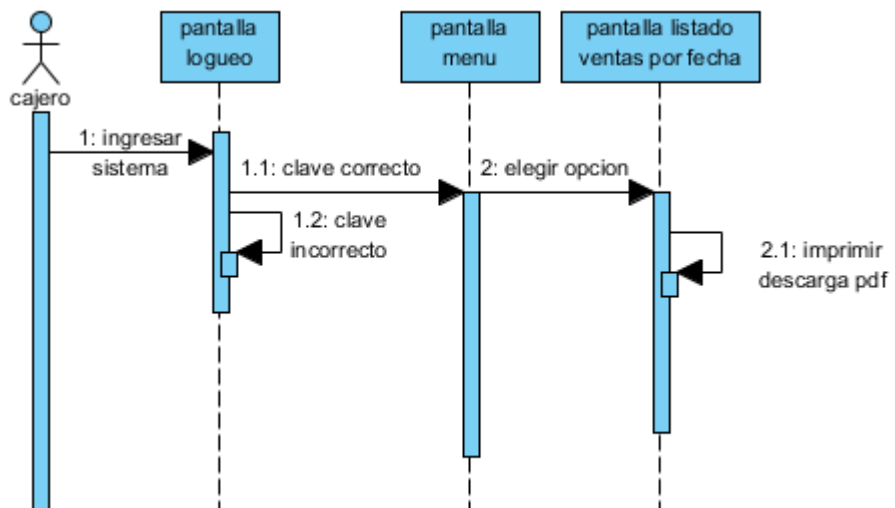 pantalla
logueo
pantalla
menu
pantalla listado
ventas por fecha
cajero
1: ingresar
sistema
1.1: clave correcto
2: elegir opcion
1.2: clave
incorrecto
2.1: imprimir
descarga pdf